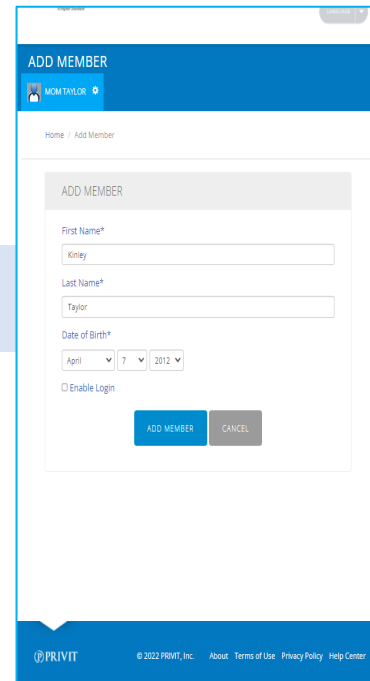 LANGUAGE
ADD MEMBER
MOM TAYLOR
Home / Add Member
ADD MEMBER
First Name*
Kinley
Last Name*
Taylor
Date of Birth*
April 7 2012
Enable Login
ADD MEMBER CANCEL
PRIVIT © 2022 PRIVIT, Inc. About Terms of Use Privacy Policy Help Center